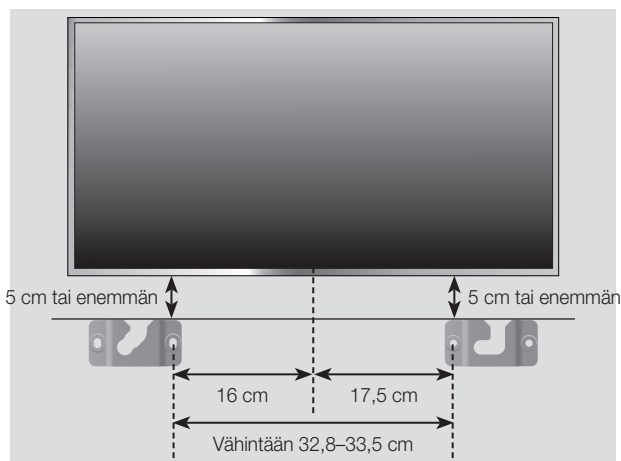 5 cm tai enemmän
5 cm tai enemmän
16 cm
17,5 cm
Vähintään 32,8–33,5 cm